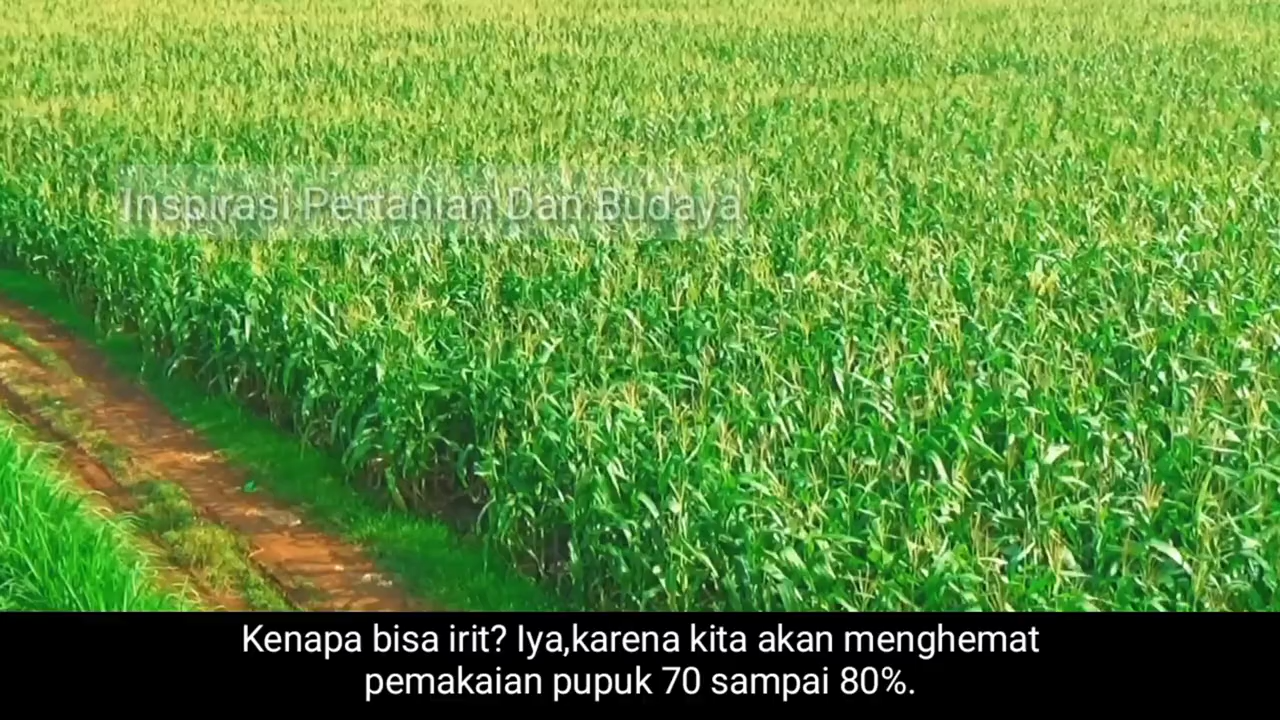 Inspirasi Pertanian Dan Budaya
Kenapa bisa irit? Iya,karena kita akan menghemat
pemakaian pupuk 70 sampai 80%.